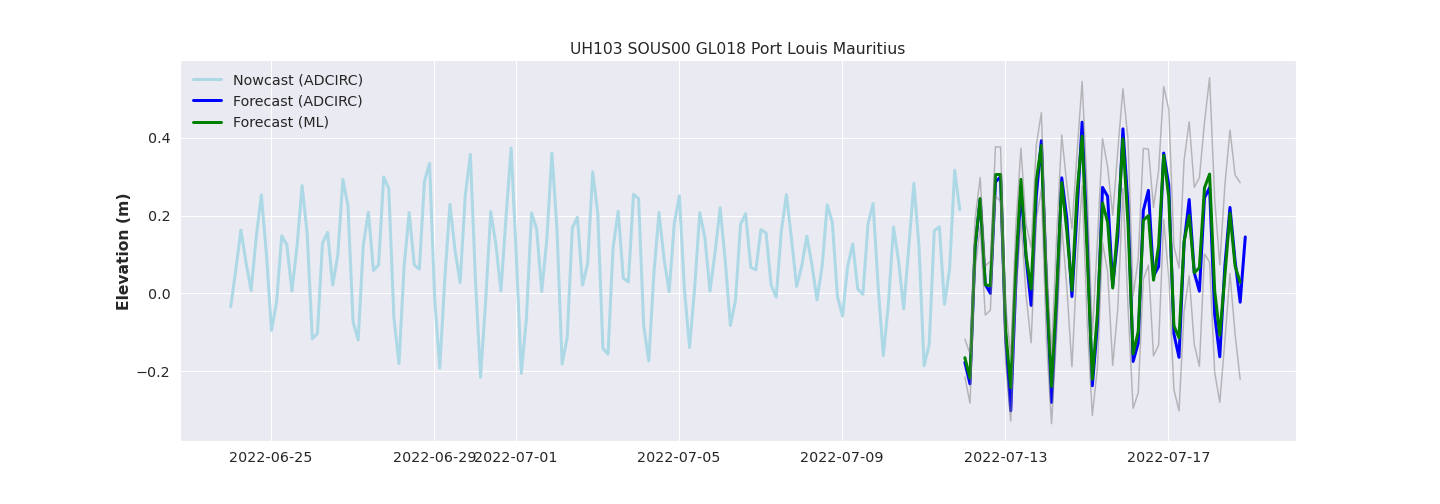 UH103 SOUS00 GL018 Port Louis Mauritius
Nowcast (ADCIRC)
Forecast (ADCIRC)
Forecast (ML)
Elevation (m)
0.4
0.2
0.0
−0.2
2022-06-25 2022-06-29 2022-07-01 2022-07-05 2022-07-09 2022-07-13 2022-07-17